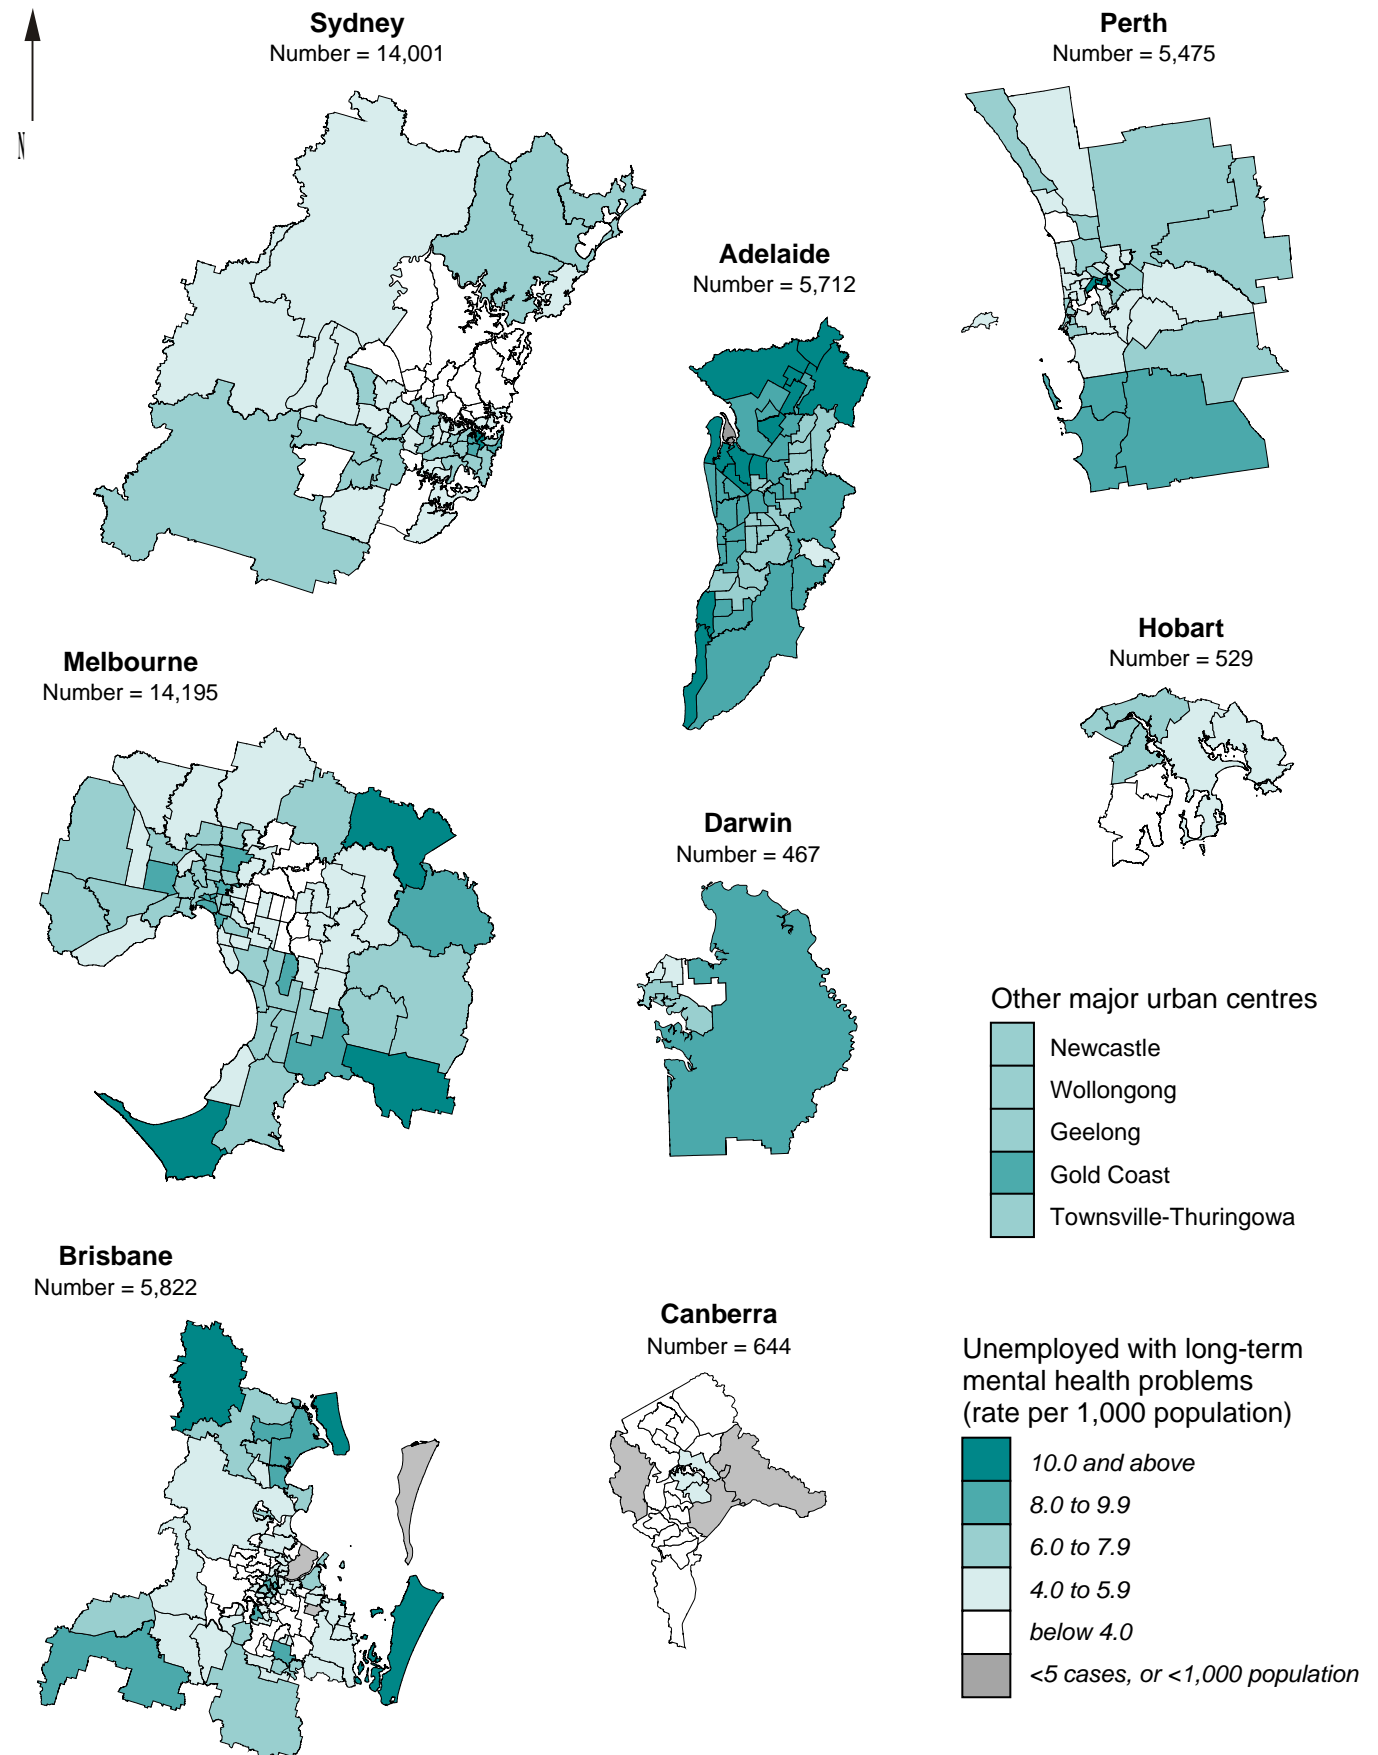 Sydney
Number = 14,001
Perth
Number = 5,475
N
Adelaide
Number = 5,712
Hobart
Number = 529
Melbourne
Number = 14,195
Darwin
Number = 467
Other major urban centres
Newcastle
Wollongong
Geelong
Gold Coast
Townsville-Thuringowa
Brisbane
Number = 5,822
Canberra
Number = 644
Unemployed with long-term
mental health problems
(rate per 1,000 population)
10.0 and above
8.0 to 9.9
6.0 to 7.9
4.0 to 5.9
below 4.0
<5 cases, or <1,000 population